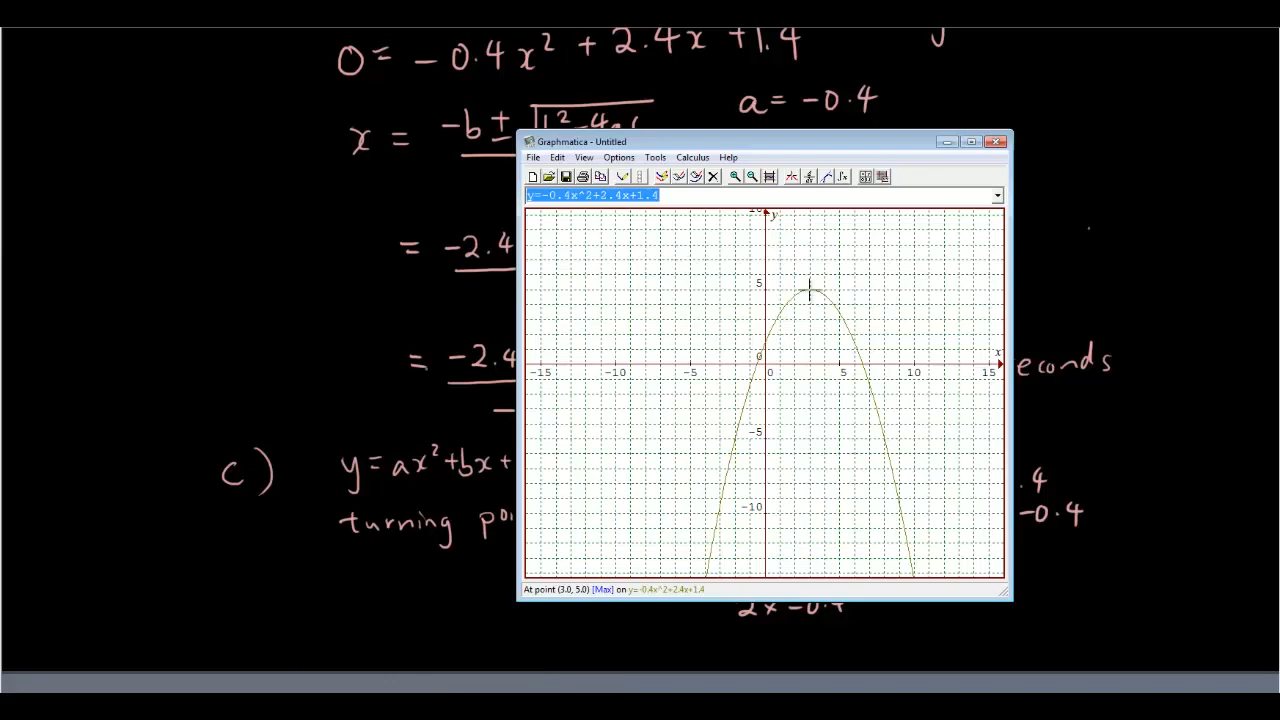 0 = - 0.4x² + 2.4x + 1.4
a = -0.4
x = -b ±
= -2.4
= -2.4
econds
c) y = ax² + bx +
.4
turning
-0.4
Graphmatica - Untitled
File Edit View Options Tools Calculus Help
y=-0.4x^2+2.4x+1.4
y
5
0
x
-15 -10 -5 0 5 10 15
-5
-10
At point (3.0, 5.0) [Max] on y=-0.4x^2+2.4x+1.4